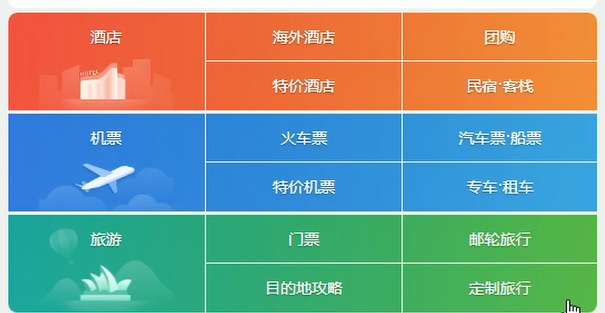 酒店
海外酒店
团购
HOTEL
特价酒店
民宿·客栈
机票
火车票
汽车票·船票
特价机票
专车·租车
旅游
门票
邮轮旅行
目的地攻略
定制旅行